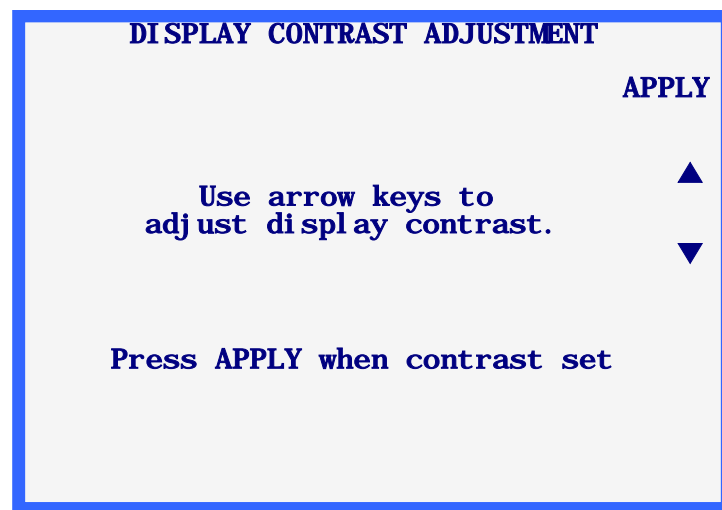 DISPLAY CONTRAST ADJUSTMENT
APPLY
Use arrow keys to
adjust display contrast.
Press APPLY when contrast set